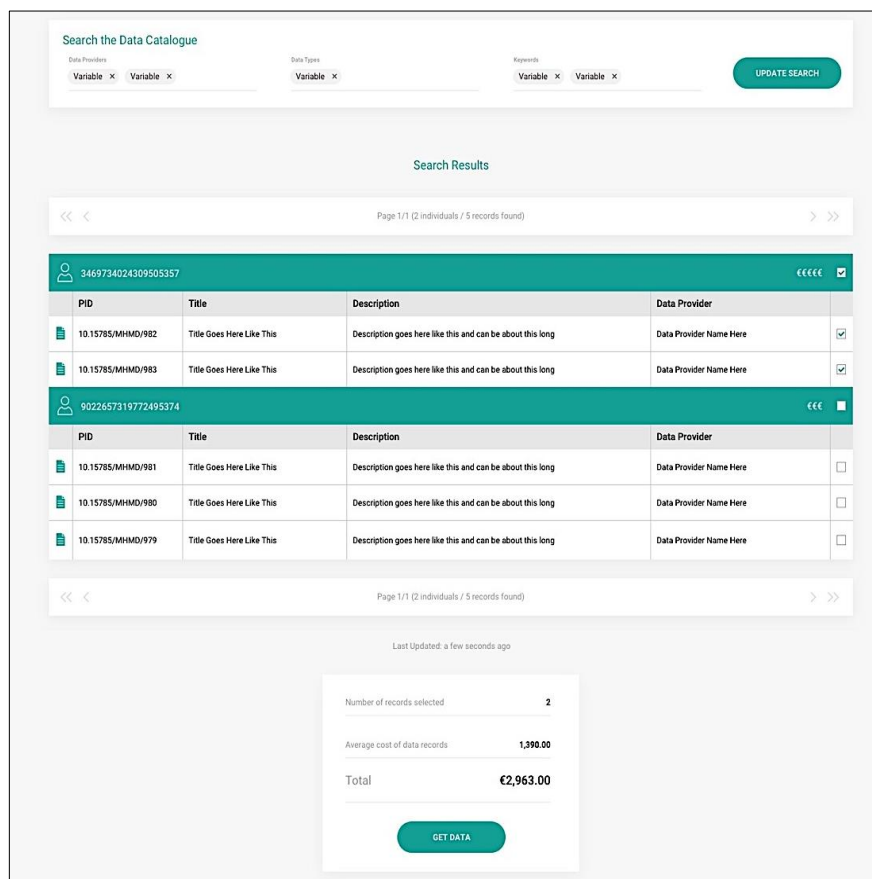 Search the Data Catalogue
Data Providers Data Types Keywords
Variable × Variable × Variable × Variable × Variable × UPDATE SEARCH
Search Results
Page 1/1 (2 individuals / 5 records found)
3469734024309505357 €€€€€
PID Title Description Data Provider
10.15785/MHMD/982 Title Goes Here Like This Description goes here like this and can be about this long Data Provider Name Here
10.15785/MHMD/983 Title Goes Here Like This Description goes here like this and can be about this long Data Provider Name Here
9022657319772495374 €€€
PID Title Description Data Provider
10.15785/MHMD/981 Title Goes Here Like This Description goes here like this and can be about this long Data Provider Name Here
10.15785/MHMD/980 Title Goes Here Like This Description goes here like this and can be about this long Data Provider Name Here
10.15785/MHMD/979 Title Goes Here Like This Description goes here like this and can be about this long Data Provider Name Here
Page 1/1 (2 individuals / 5 records found)
Last Updated: a few seconds ago
Number of records selected 2
Average cost of data records 1,390.00
Total €2,963.00
GET DATA